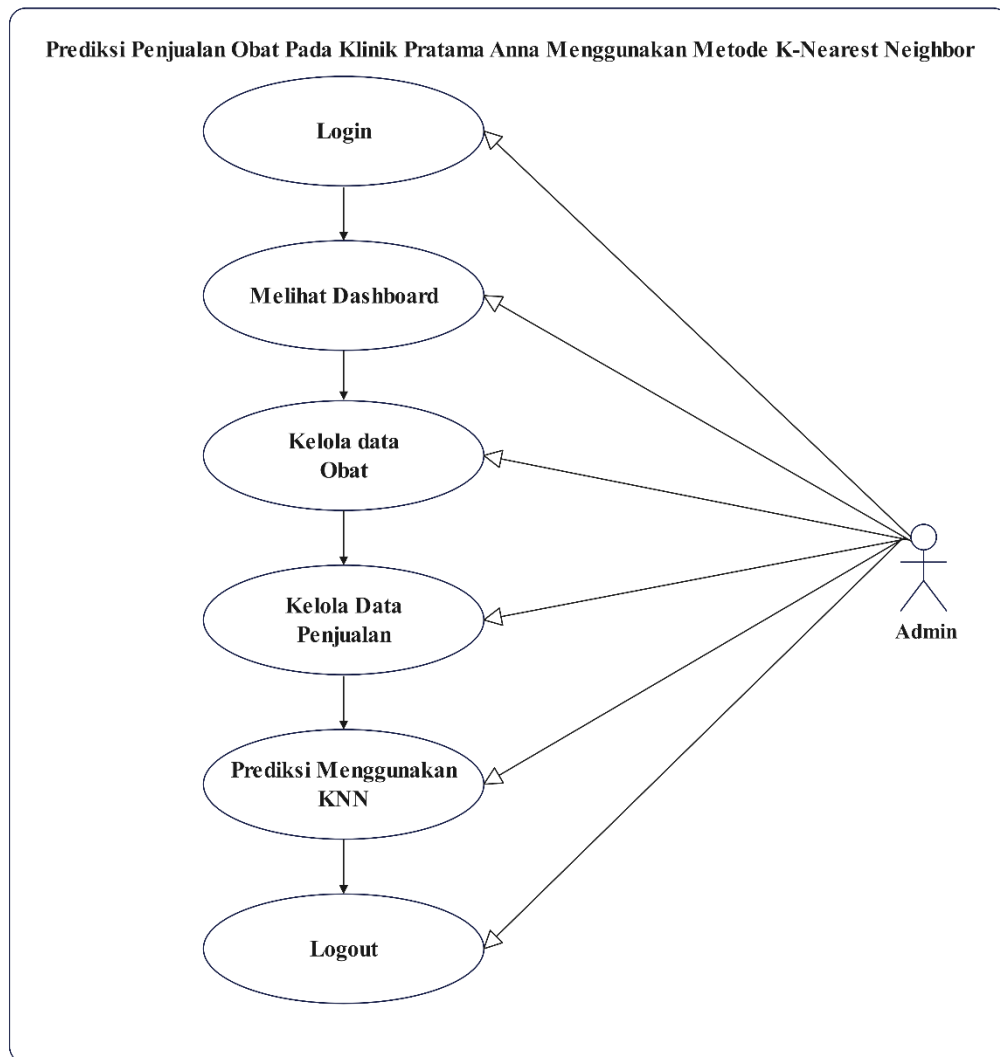 Prediksi Penjualan Obat Pada Klinik Pratama Anna Menggunakan Metode K-Nearest Neighbor
Login
Melihat Dashboard
Kelola data
Obat
Kelola Data
Penjualan
Admin
Prediksi Menggunakan
KNN
Logout